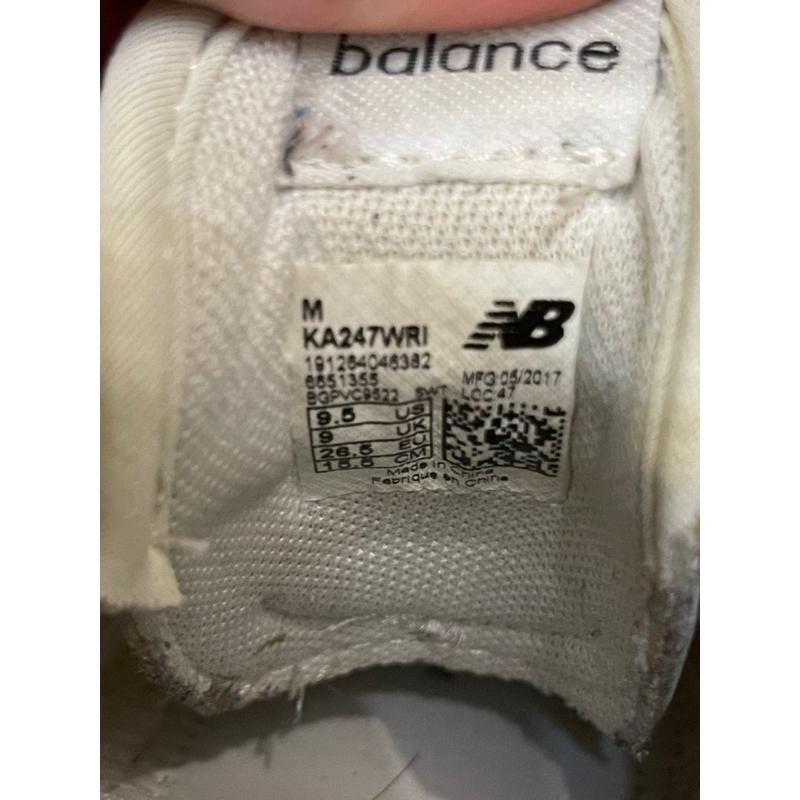 balance
M
KA247WRI
NB
191264046382
6651355
MFG:05/2017
BGPVC9522 SWT LOC:47
9.5 US
9 UK
26.5 EU
15.5 CM
Made in China
Fabrique en Chine